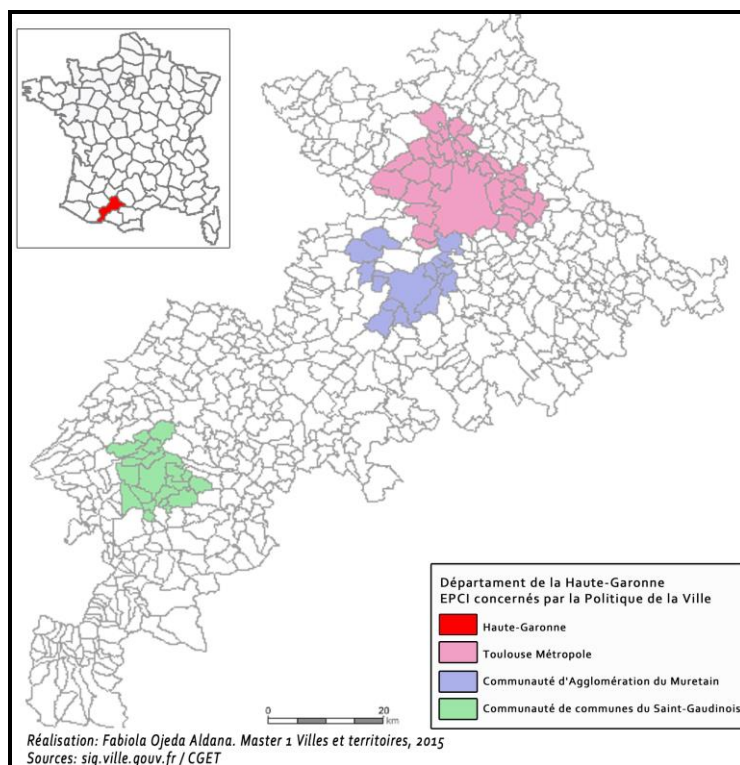 0
20
km
Départament de la Haute-Garonne
EPCI concernés par la Politique de la Ville
Haute-Garonne
Toulouse Métropole
Communauté d'Agglomération du Muretain
Communauté de communes du Saint-Gaudinois
Réalisation: Fabiola Ojeda Aldana. Master 1 Villes et territoires, 2015
Sources: sig.ville.gouv.fr / CGET